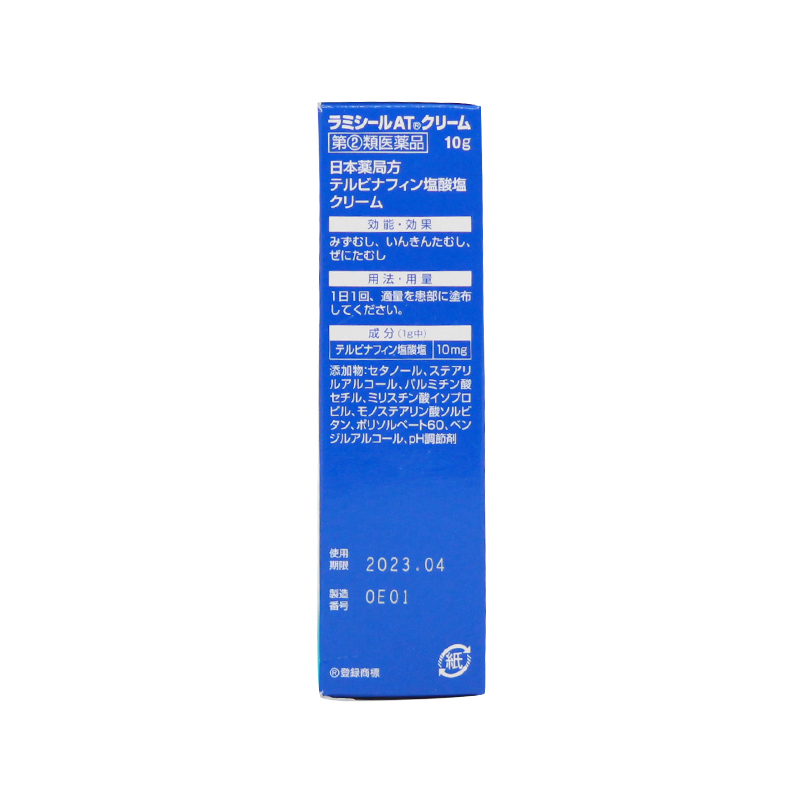 ラミシールAT®クリーム
第②類医薬品 10g
日本薬局方
テルビナフィン塩酸塩
クリーム
効能・効果
みずむし、いんきんたむし、
ぜにたむし
用法・用量
1日1回、適量を患部に塗布
してください。
成分(1g中)
テルビナフィン塩酸塩 10mg
添加物:セタノール、ステアリ
ルアルコール、パルミチン酸
セチル、ミリスチン酸イソプロ
ピル、モノステアリン酸ソルビ
タン、ポリソルベート60、ベン
ジルアルコール、pH調節剤
使用
期限 2023.04
製造
番号 0E01
紙
®登録商標